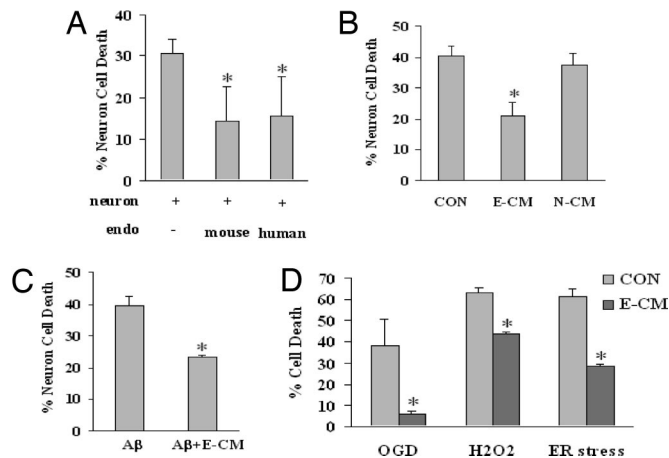 A
% Neuron Cell Death
40
30
20
10
0
neuron + + +
endo - mouse human
B
% Neuron Cell Death
50
40
30
20
10
0
*
CON E-CM N-CM
* *
C
% Neuron Cell Death
50
40
30
20
10
0
*
Aβ Aβ+E-CM
D
% Cell Death
70
60
50
40
30
20
10
0
* * *
OGD H2O2 ER stress
CON
E-CM